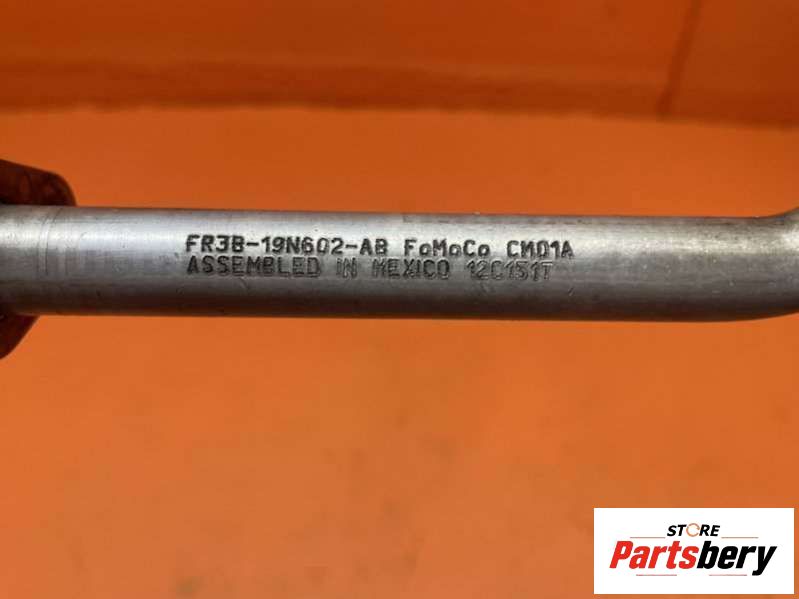 FR3B-19N602-AB FoMoCo CM01A
ASSEMBLED IN MEXICO 12C151T
STORE
Partsbery